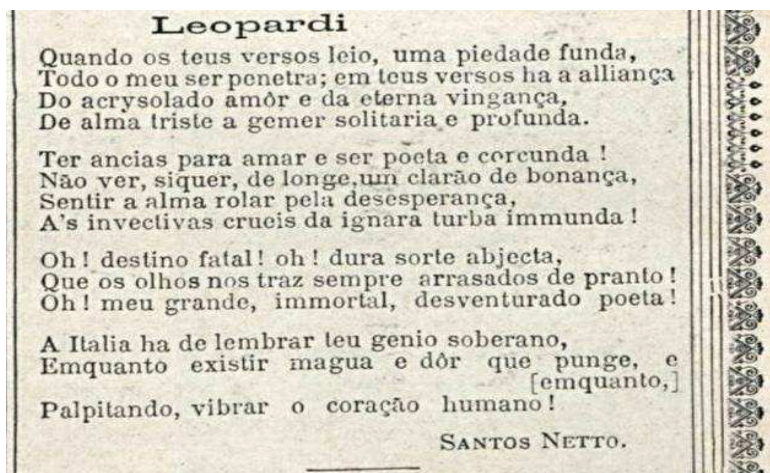 Leopardi
Quando os teus versos leio, uma piedade funda,
Todo o meu ser penetra; em teus versos ha a alliança
Do acrysolado amôr e da eterna vingança,
De alma triste a gemer solitaria e profunda.
Ter ancias para amar e ser poeta e corcunda !
Não ver, siquer, de longe,um clarão de bonança,
Sentir a alma rolar pela desesperança,
A's invectivas crueis da ignara turba immunda !
Oh! destino fatal! oh! dura sorte abjecta,
Que os olhos nos traz sempre arrasados de pranto !
Oh! meu grande, immortal, desventurado poeta!
A Italia ha de lembrar teu genio soberano,
Emquanto existir magua e dôr que punge, e
[emquanto,]
Palpitando, vibrar o coração humano!
SANTOS NETTO.